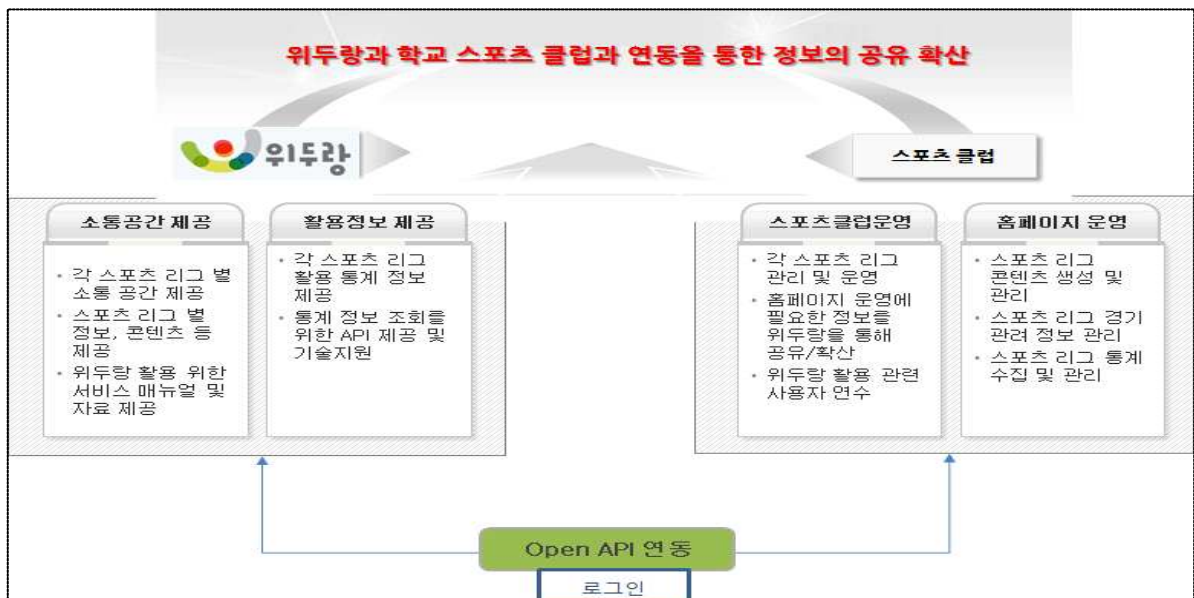 위두랑과 학교 스포츠 클럽과 연동을 통한 정보의 공유 확산
위두랑
스포츠 클럽
소통공간 제공
· 각 스포츠 리그 별
소통 공간 제공
· 스포츠 리그 별
정보, 콘텐츠 등
제공
· 위두랑 활용 위한
서비스 매뉴얼 및
자료 제공
활용정보 제공
· 각 스포츠 리그
활용 통계 정보
제공
· 통계 정보 조회를
위한 API 제공 및
기술지원
스포츠클럽운영
· 각 스포츠 리그
관리 및 운영
· 홈페이지 운영에
필요한 정보를
위두랑을 통해
공유/확산
· 위두랑 활용 관련
사용자 연수
홈페이지 운영
· 스포츠 리그
콘텐츠 생성 및
관리
· 스포츠 리그 경기
관려 정보 관리
· 스포츠 리그 통계
수집 및 관리
Open API 연동
로그인